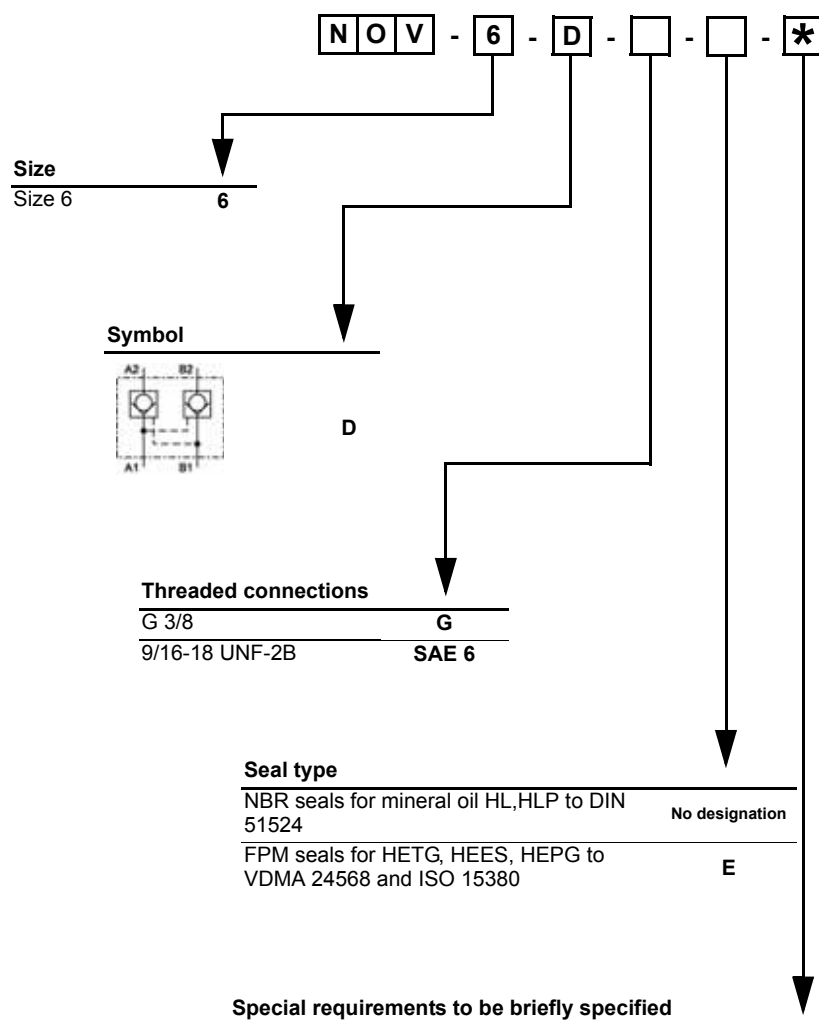 N O V - 6 - D - - - *
Size
Size 6 6
Symbol
A2 B2
D
A1 B1
Threaded connections
G 3/8 G
9/16-18 UNF-2B SAE 6
Seal type
NBR seals for mineral oil HL,HLP to DIN
51524
No designation
FPM seals for HETG, HEES, HEPG to
VDMA 24568 and ISO 15380
E
Special requirements to be briefly specified